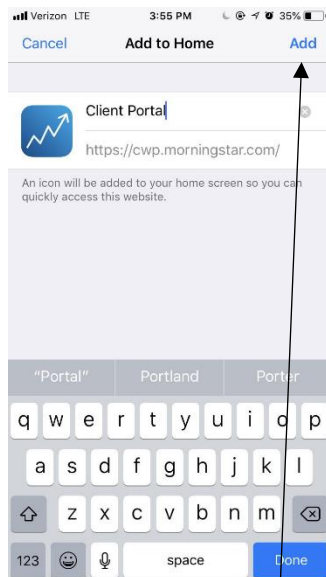 Verizon LTE 3:55 PM 35%
Cancel Add to Home Add
Client Portal
https://cwp.morningstar.com/
An icon will be added to your home screen so you can
quickly access this website.
“Portal” Portland Porter
q w e r t y u i o p
a s d f g h j k l
z x c v b n m
123 space Done